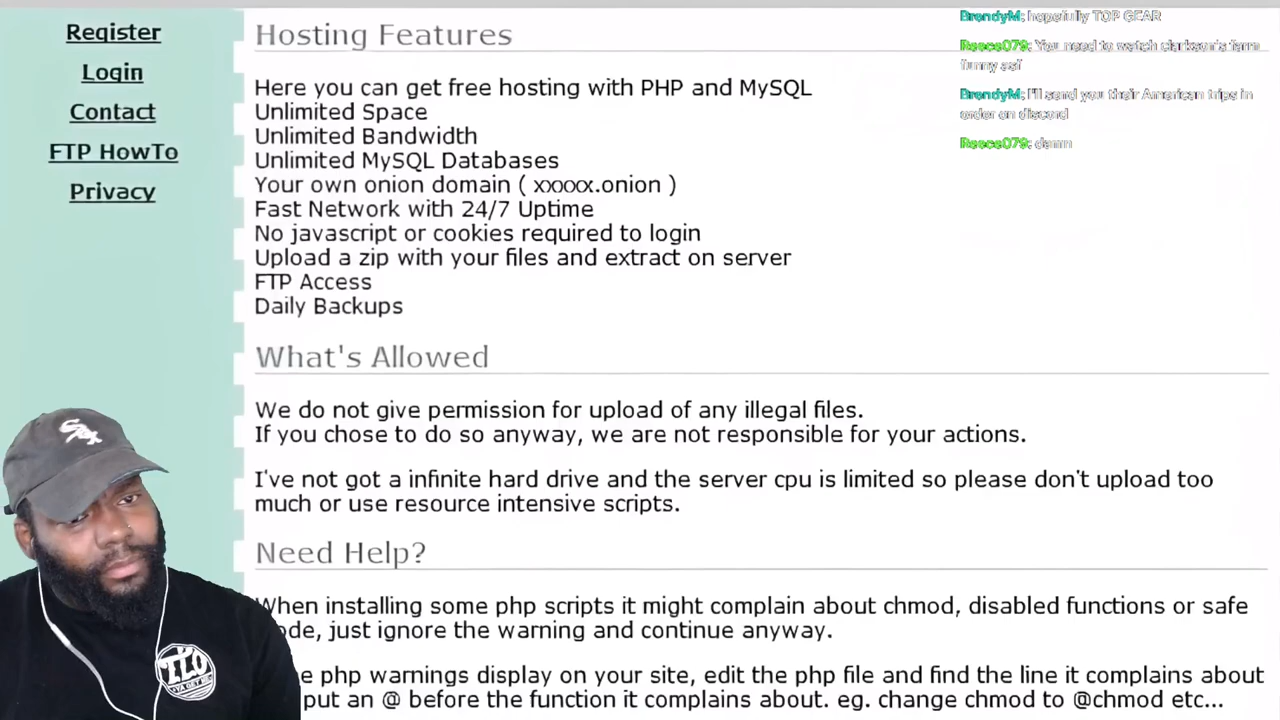 Register
Login
Contact
FTP HowTo
Privacy
Hosting Features
Here you can get free hosting with PHP and MySQL
Unlimited Space
Unlimited Bandwidth
Unlimited MySQL Databases
Your own onion domain ( xxxxx.onion )
Fast Network with 24/7 Uptime
No javascript or cookies required to login
Upload a zip with your files and extract on server
FTP Access
Daily Backups
What's Allowed
We do not give permission for upload of any illegal files.
If you chose to do so anyway, we are not responsible for your actions.
I've not got a infinite hard drive and the server cpu is limited so please don't upload too
much or use resource intensive scripts.
Need Help?
When installing some php scripts it might complain about chmod, disabled functions or safe
ode, just ignore the warning and continue anyway.
e php warnings display on your site, edit the php file and find the line it complains about
put an @ before the function it complains about. eg. change chmod to @chmod etc...
BrendyM: hopefully TOP GEAR
Reece079: You need to watch clarkson's farm
funny asf
BrendyM: I'll send you their American trips in
order on discord
Reece079: damn
TLO